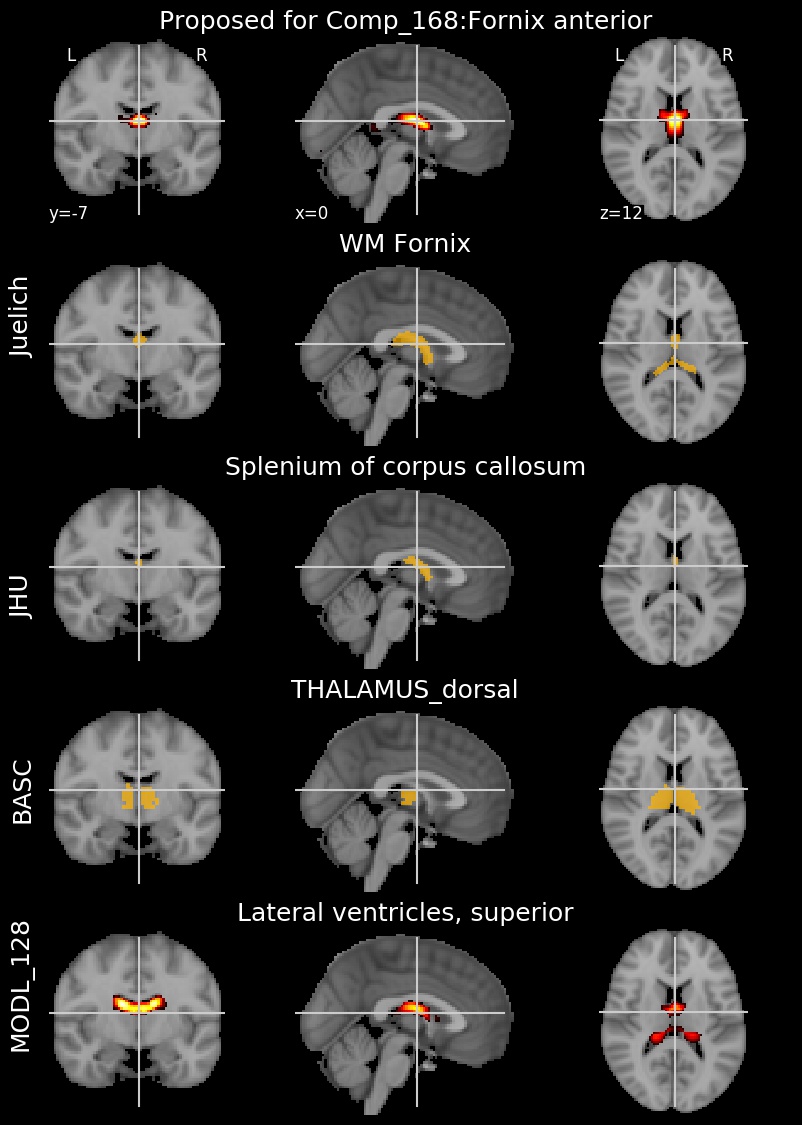 Proposed for Comp_168:Fornix anterior
L R L R
y=-7 x=0 z=12
WM Fornix
Juelich
Splenium of corpus callosum
JHU
THALAMUS_dorsal
BASC
Lateral ventricles, superior
MODL_128